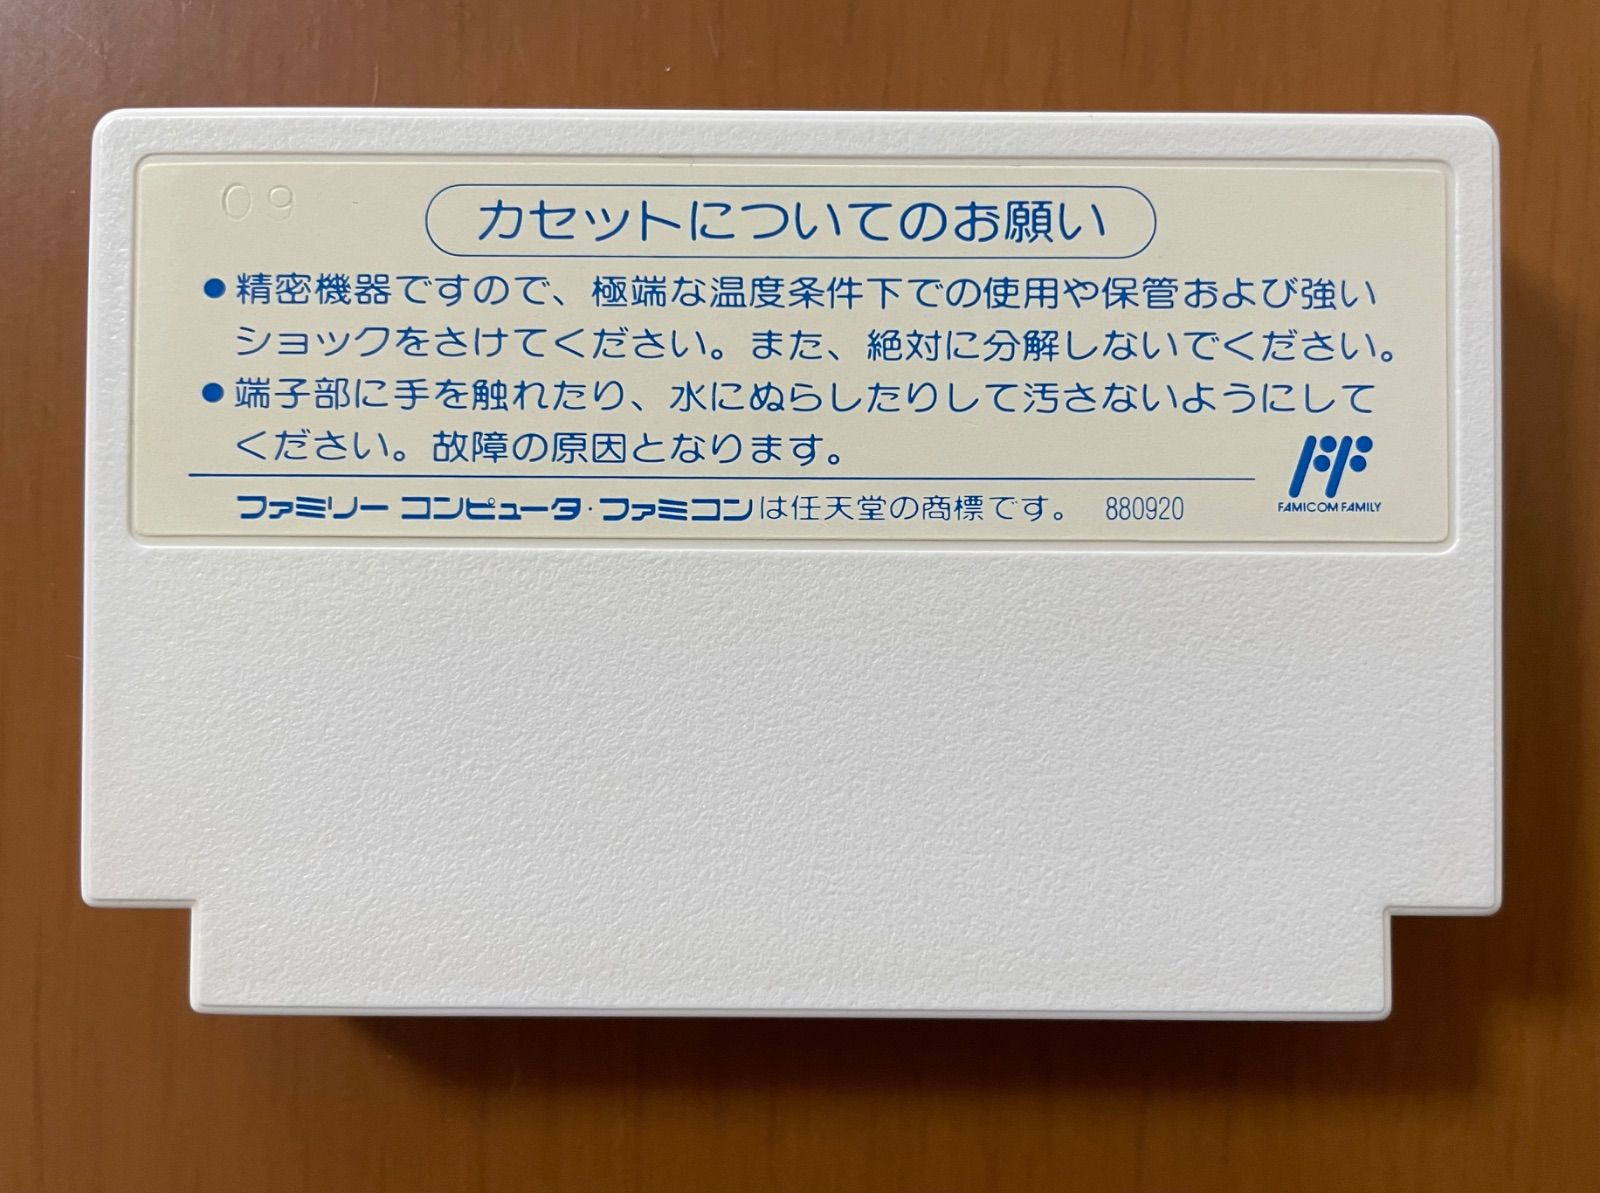 09
カセットについてのお願い
●精密機器ですので、極端な温度条件下での使用や保管および強い
ショックをさけてください。また、絶対に分解しないでください。
●端子部に手を触れたり、水にぬらしたりして汚さないようにして
ください。故障の原因となります。
FF
FAMICOM FAMILY
ファミリーコンピュータ・ファミコンは任天堂の商標です。 880920